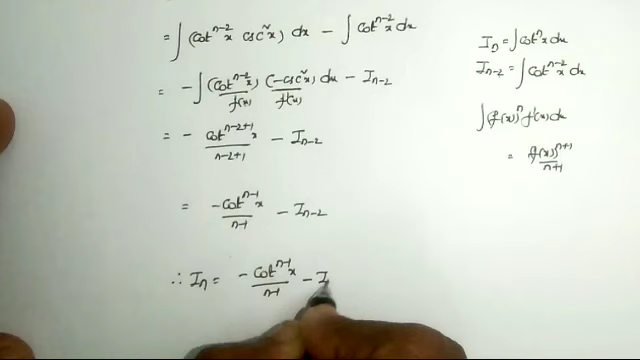 = ∫ (cot^{n-2}x csc²x) dx - ∫ cot^{n-2}x dx
= - ∫ (cot^{n-2}x) (-csc²x) dx - I_{n-2}
f(x) f'(x)
= - cot^{n-2+1}x / n-2+1 - I_{n-2}
= -cot^{n-1}x / n-1 - I_{n-2}
∴ I_n = - cot^{n-1}x / n-1 - I
I_n = ∫ cot^n x dx
I_{n-2} = ∫ cot^{n-2}x dx
∫ (f(x))^n f'(x) dx
= f(x)^{n+1} / n+1